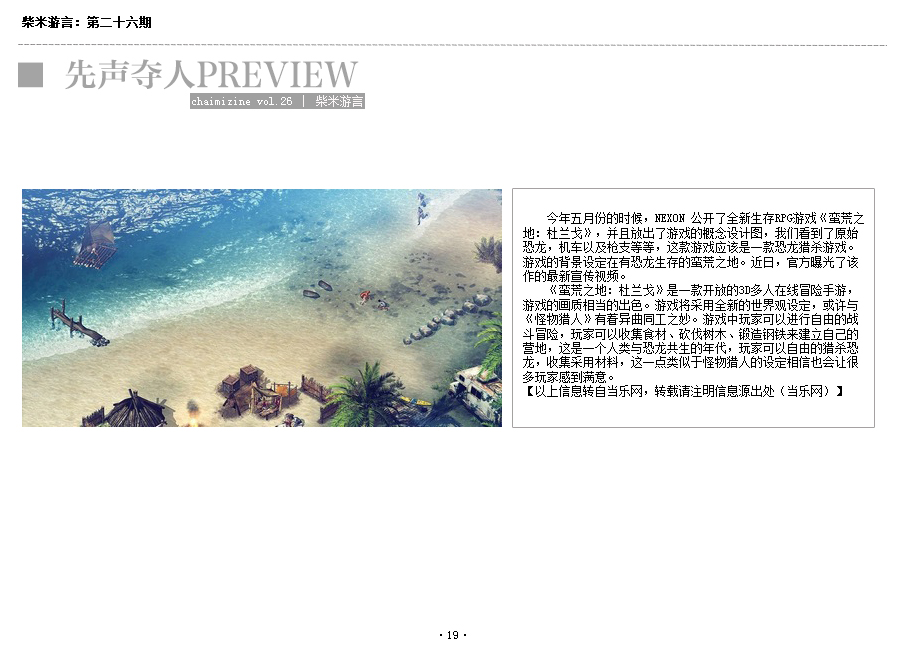 柴米游言：第二十六期
先声夺人PREVIEW
chaimizine vol.26 ｜ 柴米游言
今年五月份的时候，NEXON 公开了全新生存RPG游戏《蛮荒之
地：杜兰戈》，并且放出了游戏的概念设计图，我们看到了原始
恐龙，机车以及枪支等等，这款游戏应该是一款恐龙猎杀游戏。
游戏的背景设定在有恐龙生存的蛮荒之地。近日，官方曝光了该
作的最新宣传视频。
《蛮荒之地：杜兰戈》是一款开放的3D多人在线冒险手游，
游戏的画质相当的出色。游戏将采用全新的世界观设定，或许与
《怪物猎人》有着异曲同工之妙。游戏中玩家可以进行自由的战
斗冒险，玩家可以收集食材、砍伐树木、锻造钢铁来建立自己的
营地，这是一个人类与恐龙共生的年代，玩家可以自由的猎杀恐
龙，收集采用材料，这一点类似于怪物猎人的设定相信也会让很
多玩家感到满意。
【以上信息转自当乐网，转载请注明信息源出处（当乐网）】
·19·